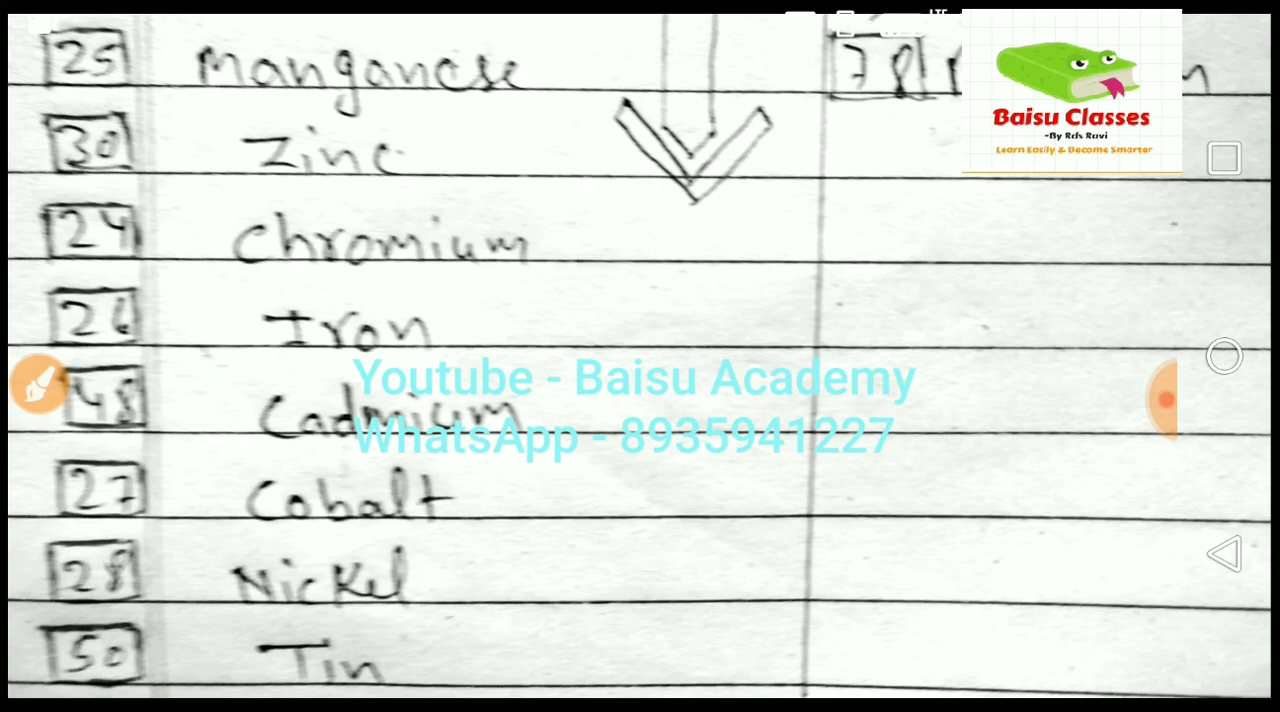 25 Manganese
78
30 Zinc
24 Chromium
26 Iron
48 Cadmium
27 Cobalt
28 Nickel
50 Tin
Baisu Classes
-By Rds Ravi
Learn Easily & Become Smarter
Youtube - Baisu Academy
WhatsApp - 8935941227
LTE